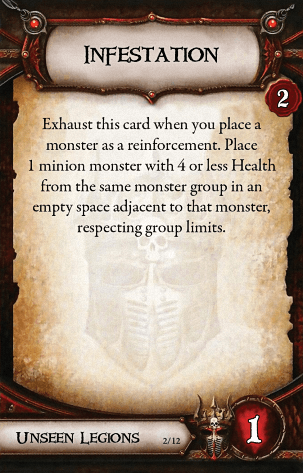 Infestation
2
Exhaust this card when you place a
monster as a reinforcement. Place
1 minion monster with 4 or less Health
from the same monster group in an
empty space adjacent to that monster,
respecting group limits.
Unseen Legions 2/12
1